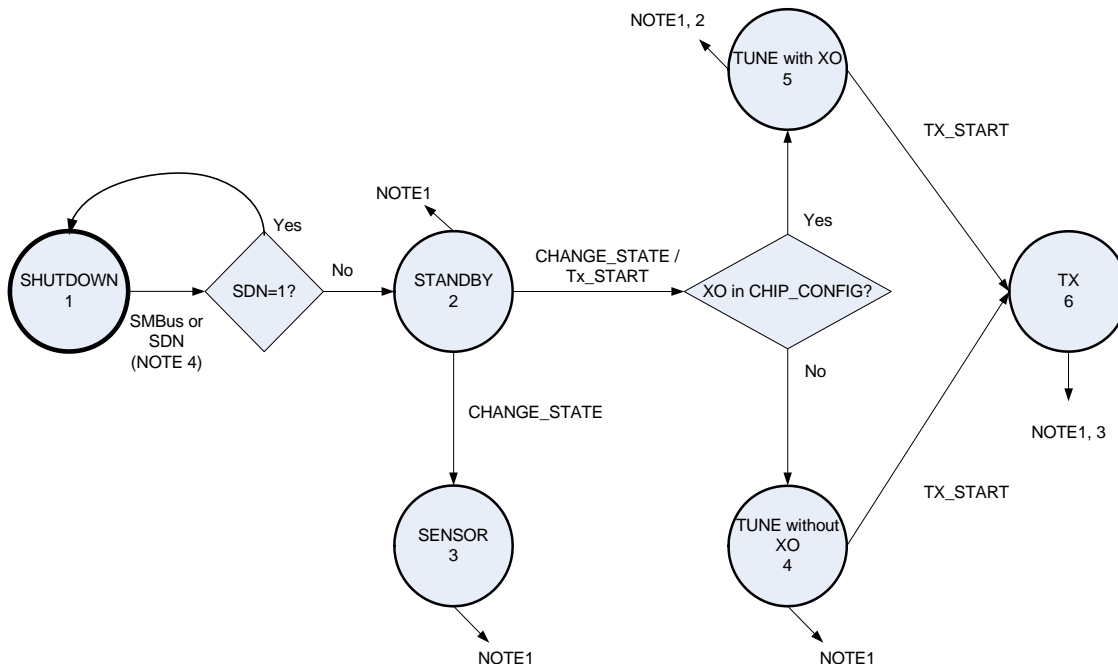 NOTE1, 2
TUNE with XO
5
TX_START
NOTE1
Yes
Yes
SHUTDOWN
1
SDN=1?
No
STANDBY
2
CHANGE_STATE /
Tx_START
XO in CHIP_CONFIG?
TX
6
SMBus or
SDN
(NOTE 4)
No
CHANGE_STATE
NOTE1, 3
SENSOR
3
TUNE without
XO
4
TX_START
NOTE1
NOTE1